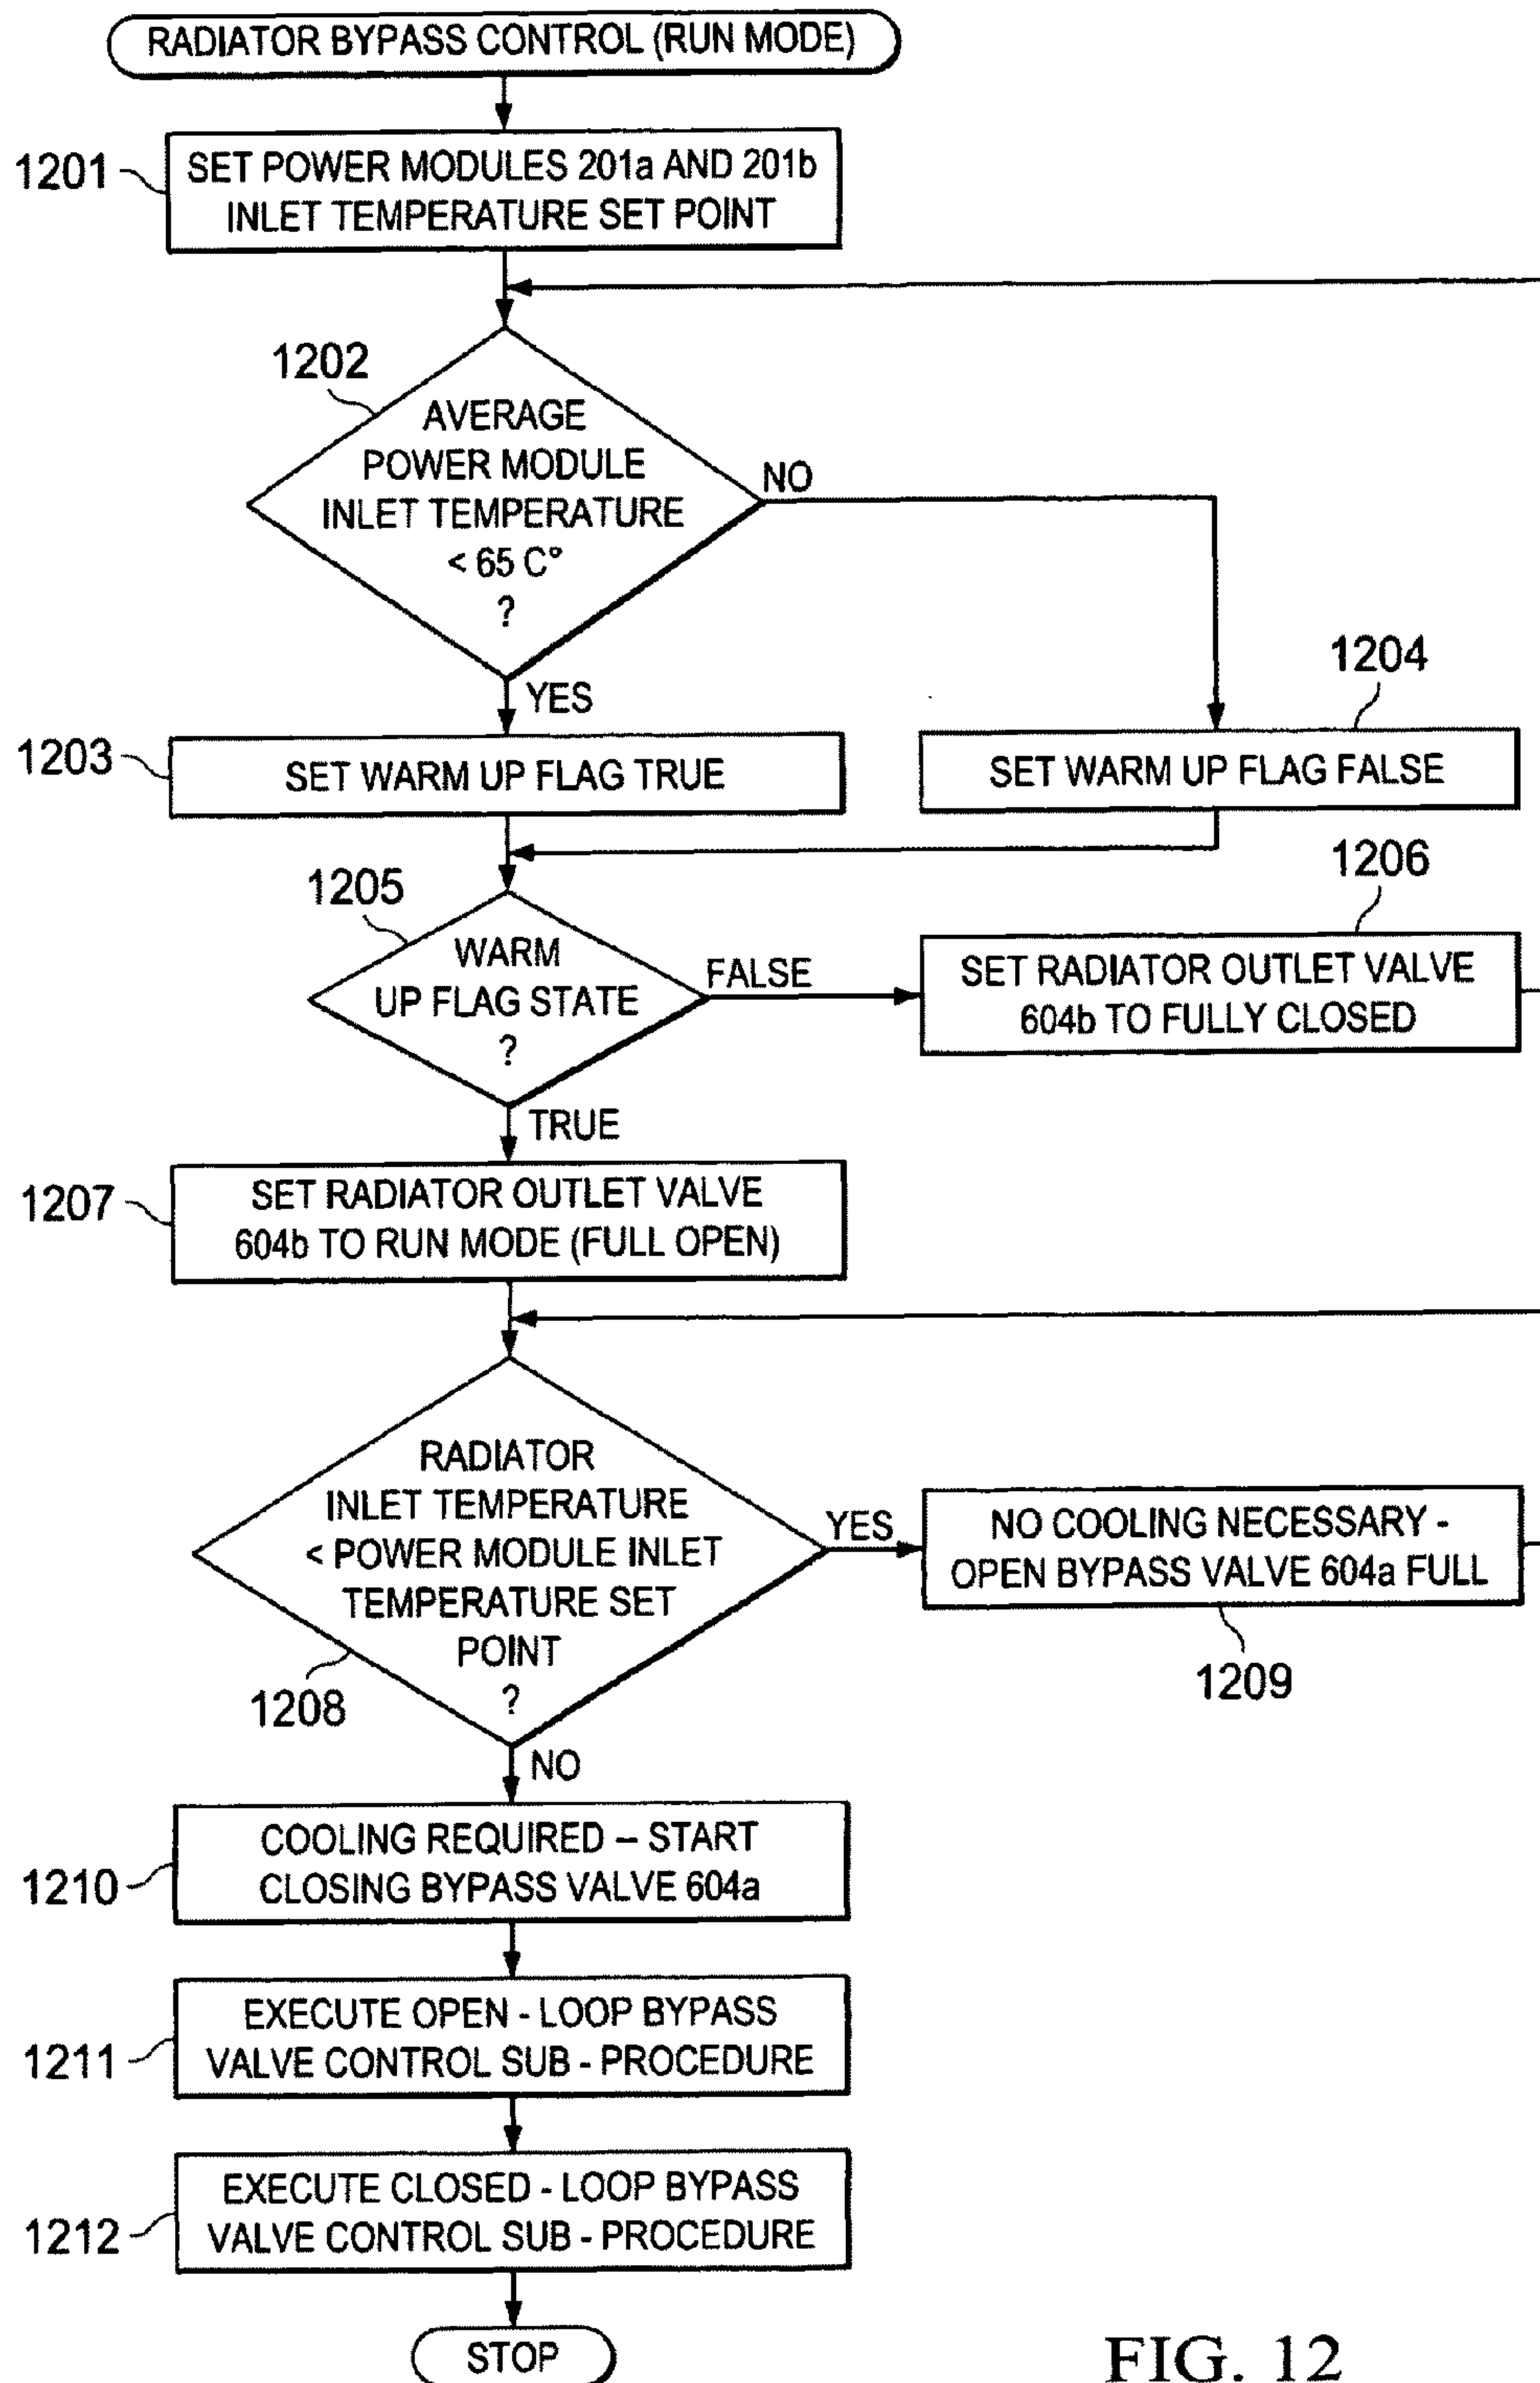 RADIATOR BYPASS CONTROL (RUN MODE)
1201
SET POWER MODULES 201a AND 201b
INLET TEMPERATURE SET POINT
1202
AVERAGE
POWER MODULE
INLET TEMPERATURE
< 65 C°
?
NO
YES
1203
SET WARM UP FLAG TRUE
1204
SET WARM UP FLAG FALSE
1205
WARM
UP FLAG STATE
?
FALSE
1206
SET RADIATOR OUTLET VALVE
604b TO FULLY CLOSED
TRUE
1207
SET RADIATOR OUTLET VALVE
604b TO RUN MODE (FULL OPEN)
RADIATOR
INLET TEMPERATURE
< POWER MODULE INLET
TEMPERATURE SET
POINT
?
1208
YES
NO COOLING NECESSARY -
OPEN BYPASS VALVE 604a FULL
1209
NO
1210
COOLING REQUIRED – START
CLOSING BYPASS VALVE 604a
1211
EXECUTE OPEN - LOOP BYPASS
VALVE CONTROL SUB - PROCEDURE
1212
EXECUTE CLOSED - LOOP BYPASS
VALVE CONTROL SUB - PROCEDURE
STOP
FIG. 12